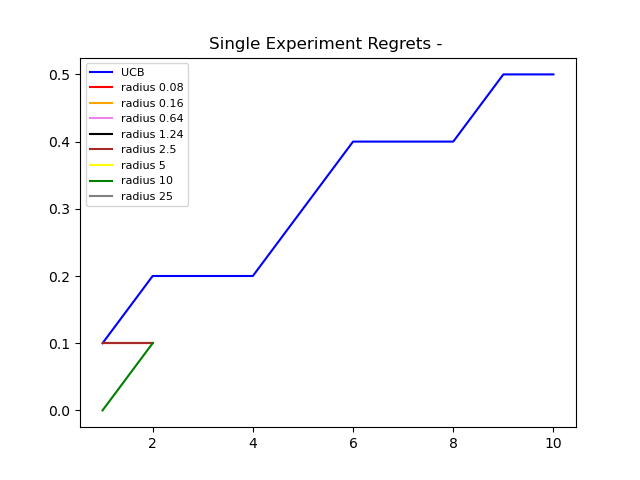 Single Experiment Regrets -
0.5
0.4
0.3
0.2
0.1
0.0
UCB
radius 0.08
radius 0.16
radius 0.64
radius 1.24
radius 2.5
radius 5
radius 10
radius 25
2 4 6 8 10